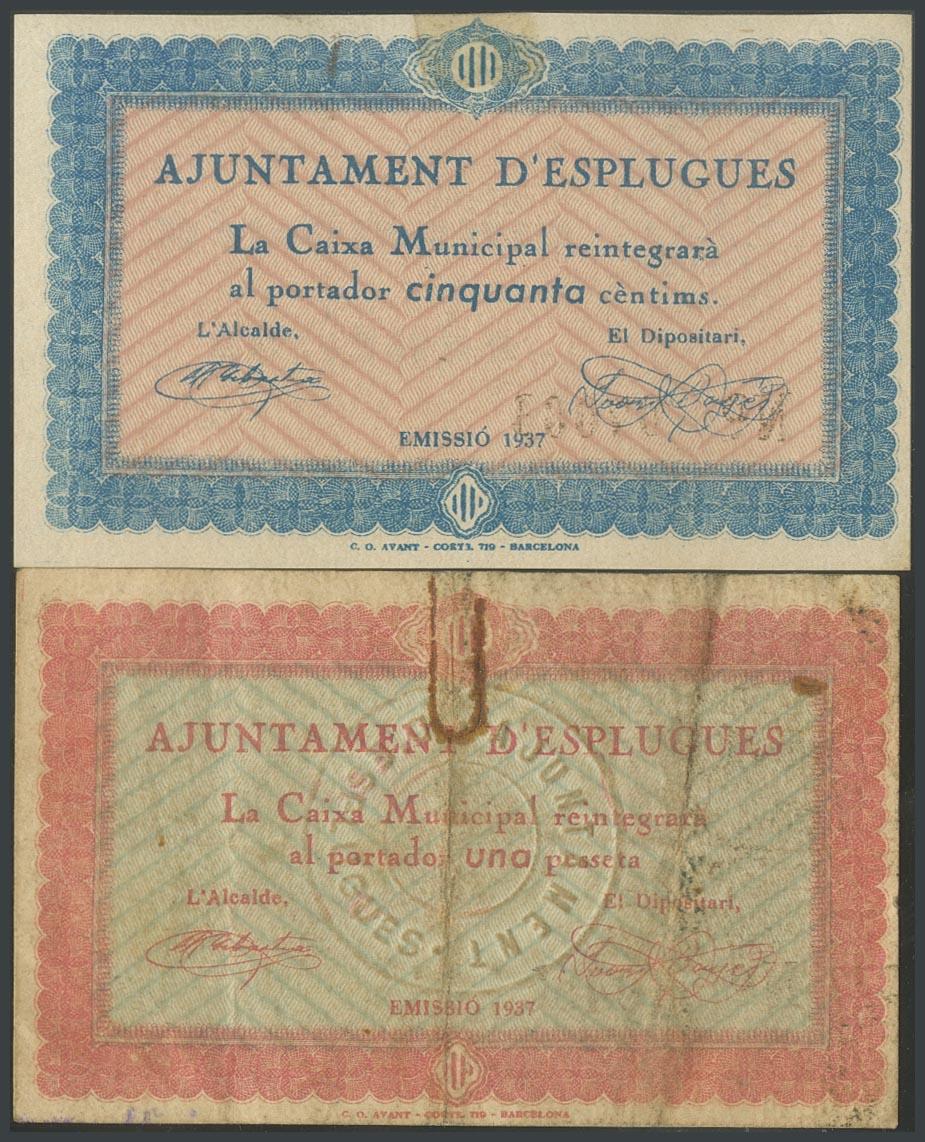 AJUNTAMENT D'ESPLUGUES
La Caixa Municipal reintegrarà
al portador cinquanta cèntims.
L'Alcalde, El Dipositari,
EMISSIÓ 1937
C. O. AVANT - CORTS, 719 - BARCELONA
AJUNTAMENT D'ESPLUGUES
La Caixa Municipal reintegrarà
al portador una pesseta
L'Alcalde, El Dipositari,
EMISSIÓ 1937
C. O. AVANT - CORTS, 719 - BARCELONA